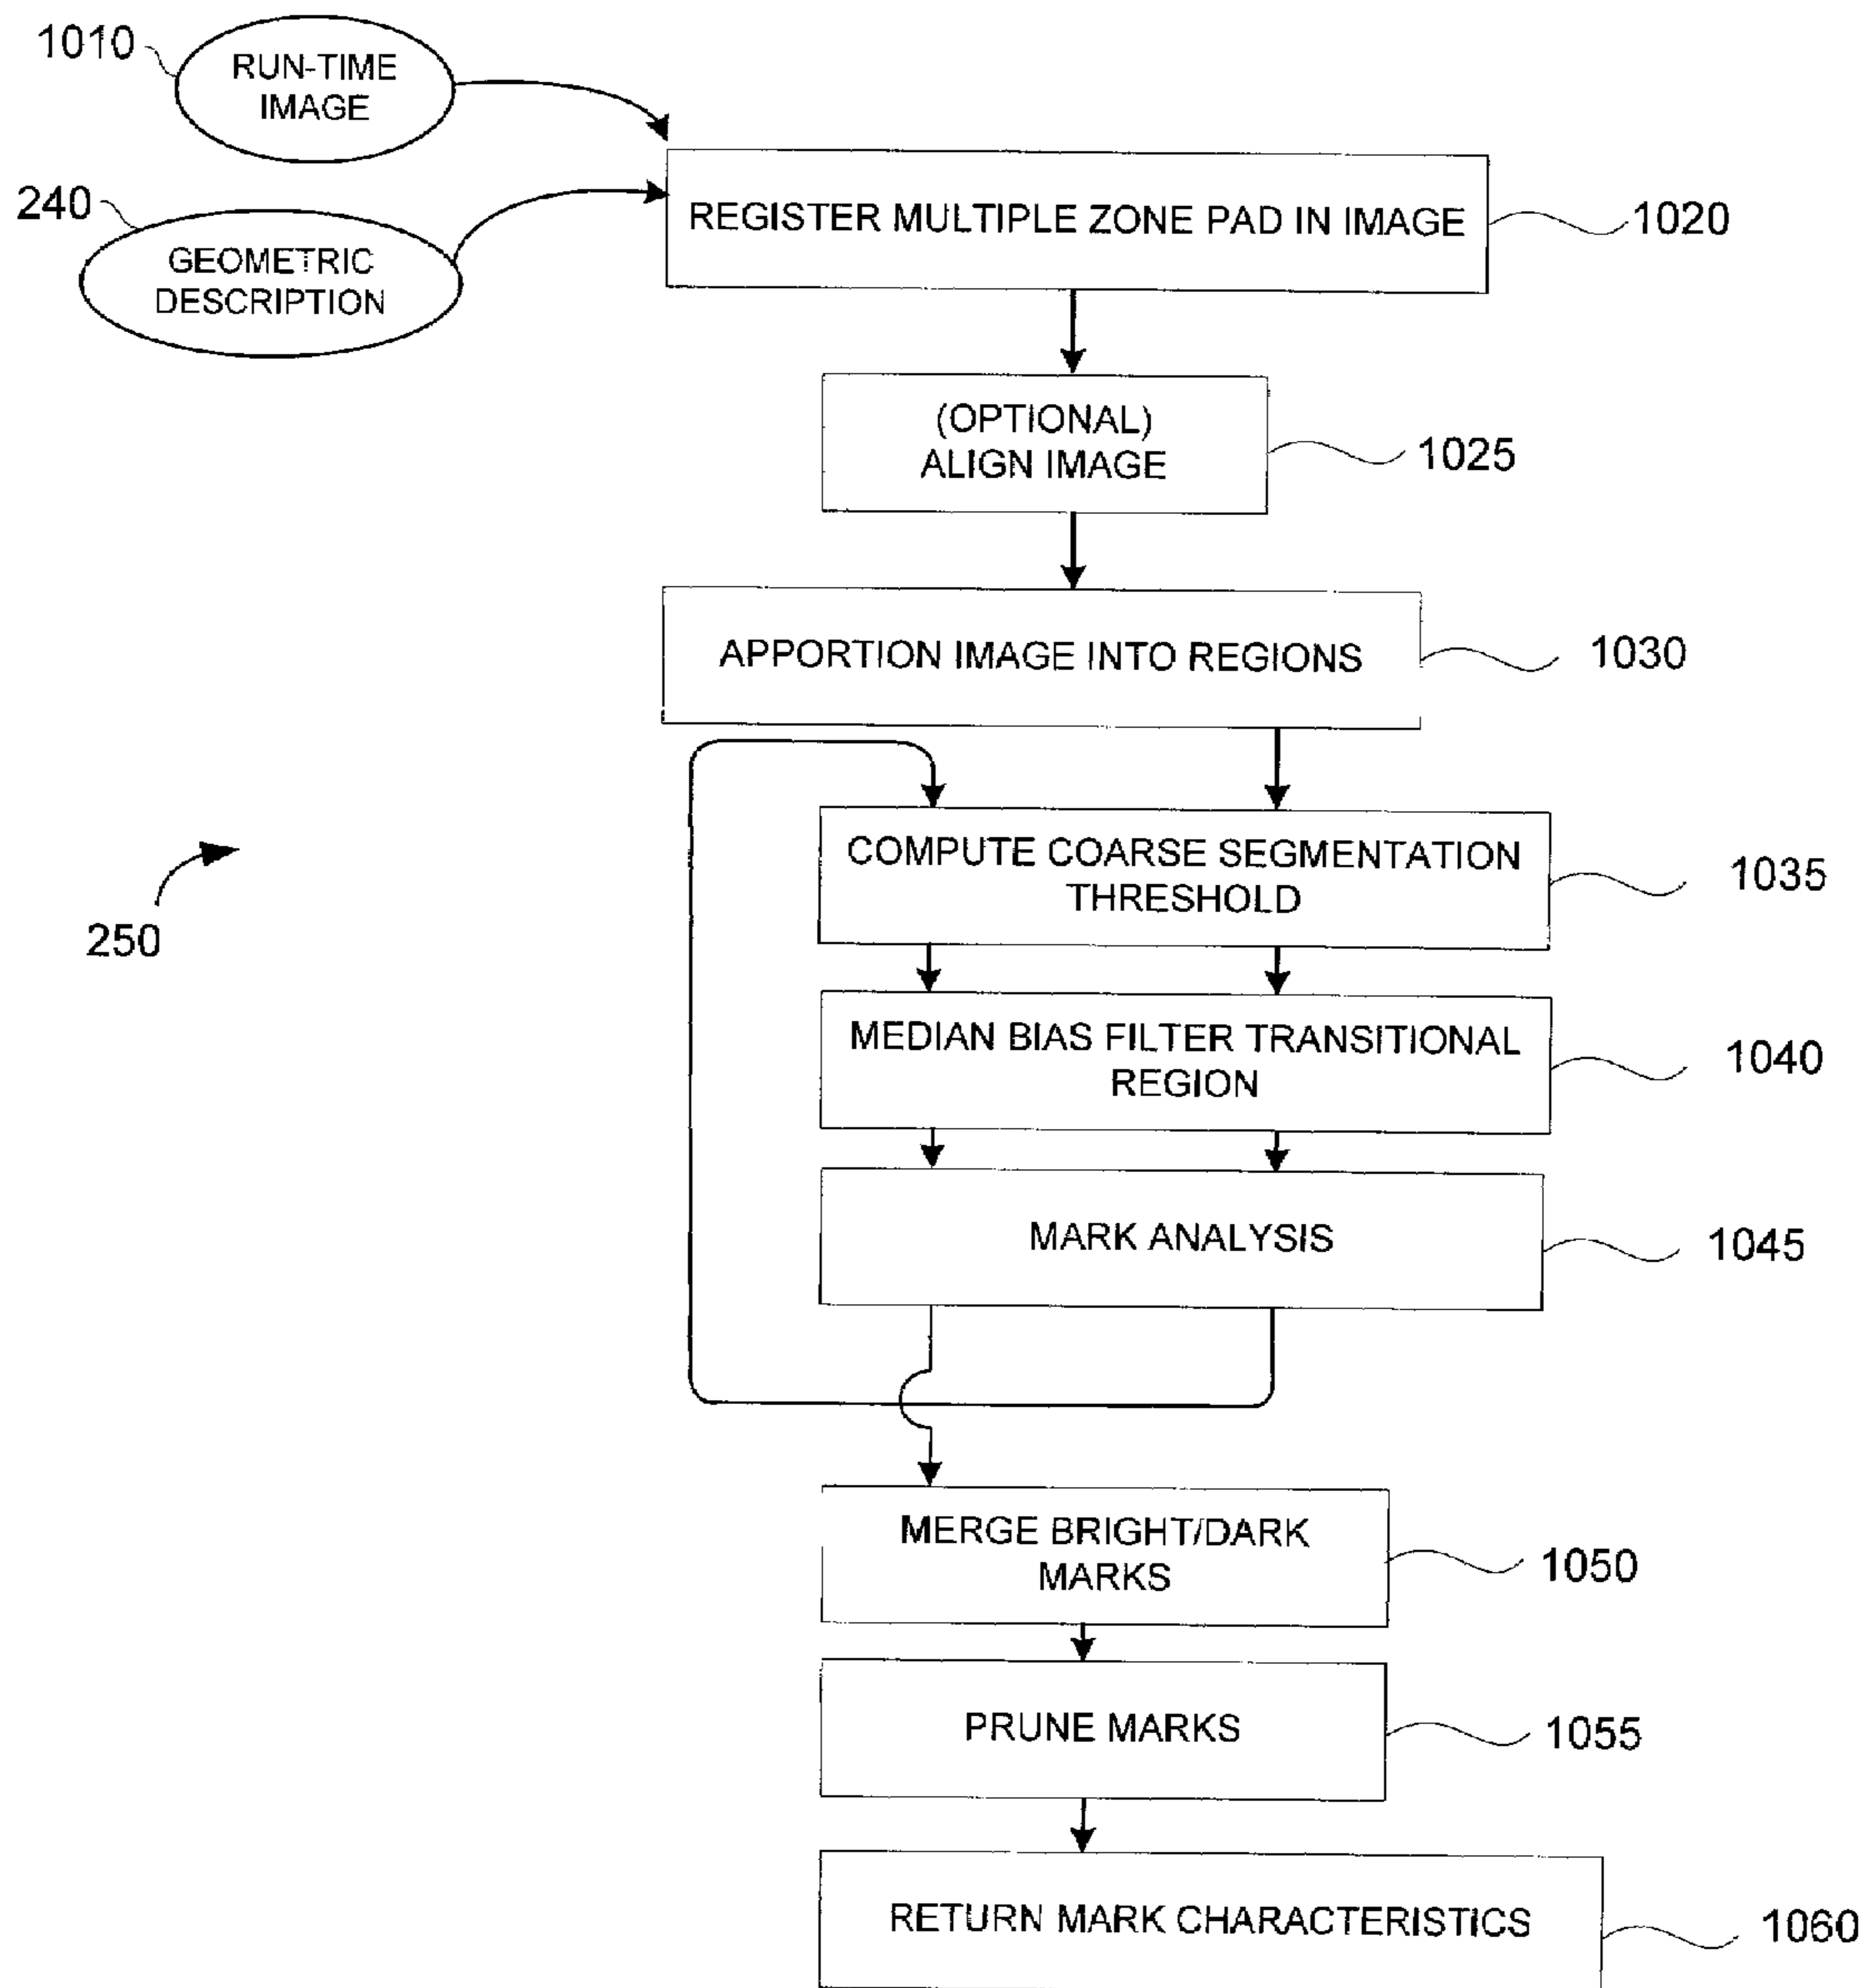 1010
RUN-TIME
IMAGE
240
GEOMETRIC
DESCRIPTION
REGISTER MULTIPLE ZONE PAD IN IMAGE
1020
(OPTIONAL)
ALIGN IMAGE
1025
APPORTION IMAGE INTO REGIONS
1030
COMPUTE COARSE SEGMENTATION
THRESHOLD
1035
250
MEDIAN BIAS FILTER TRANSITIONAL
REGION
1040
MARK ANALYSIS
1045
MERGE BRIGHT/DARK
MARKS
1050
PRUNE MARKS
1055
RETURN MARK CHARACTERISTICS
1060